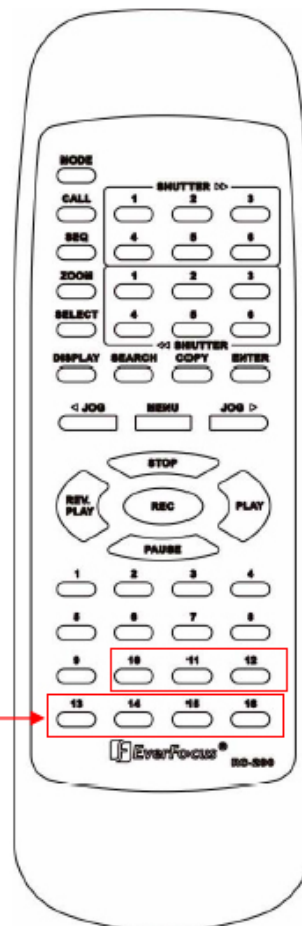 MODE
SHUTTER ▷▷
CALL 1 2 3
SEQ 4 5 6
ZOOM 1 2 3
SELECT 4 5 6
◁◁ SHUTTER
DISPLAY SEARCH COPY ENTER
◁ JOG MENU JOG ▷
STOP
REV. PLAY REC PLAY
PAUSE
1 2 3 4
5 6 7 8
9 10 11 12
13 14 15 16
EverFocus®
RC-200